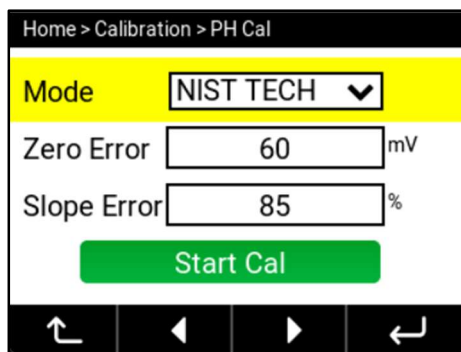 Home > Calibration > PH Cal
Mode NIST TECH
Zero Error 60 mV
Slope Error 85 %
Start Cal